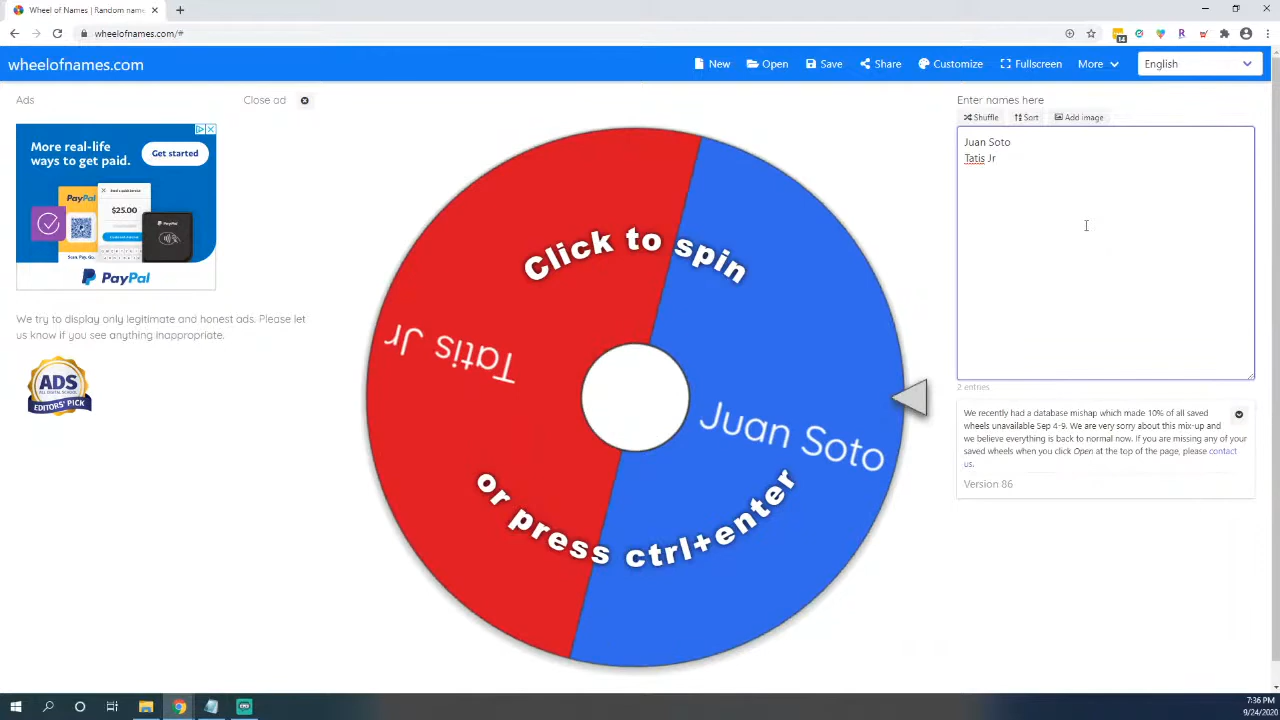 Wheel of Names | Random name
wheelofnames.com/#
14
wheelofnames.com
New
Open
Save
Share
Customize
Fullscreen
More
English
Ads
Close ad
More real-life
ways to get paid.
Get started
PayPal
$25.00
PayPal
We try to display only legitimate and honest ads. Please let
us know if you see anything inappropriate.
ADS
EDITORS' PICK
Click to spin
Tatis Jr
Juan Soto
or press ctrl+enter
Enter names here
Shuffle
Sort
Add image
Juan Soto
Tatis Jr
2 entries
We recently had a database mishap which made 10% of all saved
wheels unavailable Sep 4-9. We are very sorry about this mix-up and
we believe everything is back to normal now. If you are missing any of your
saved wheels when you click Open at the top of the page, please contact
us.
Version 86
7:36 PM
9/24/2020